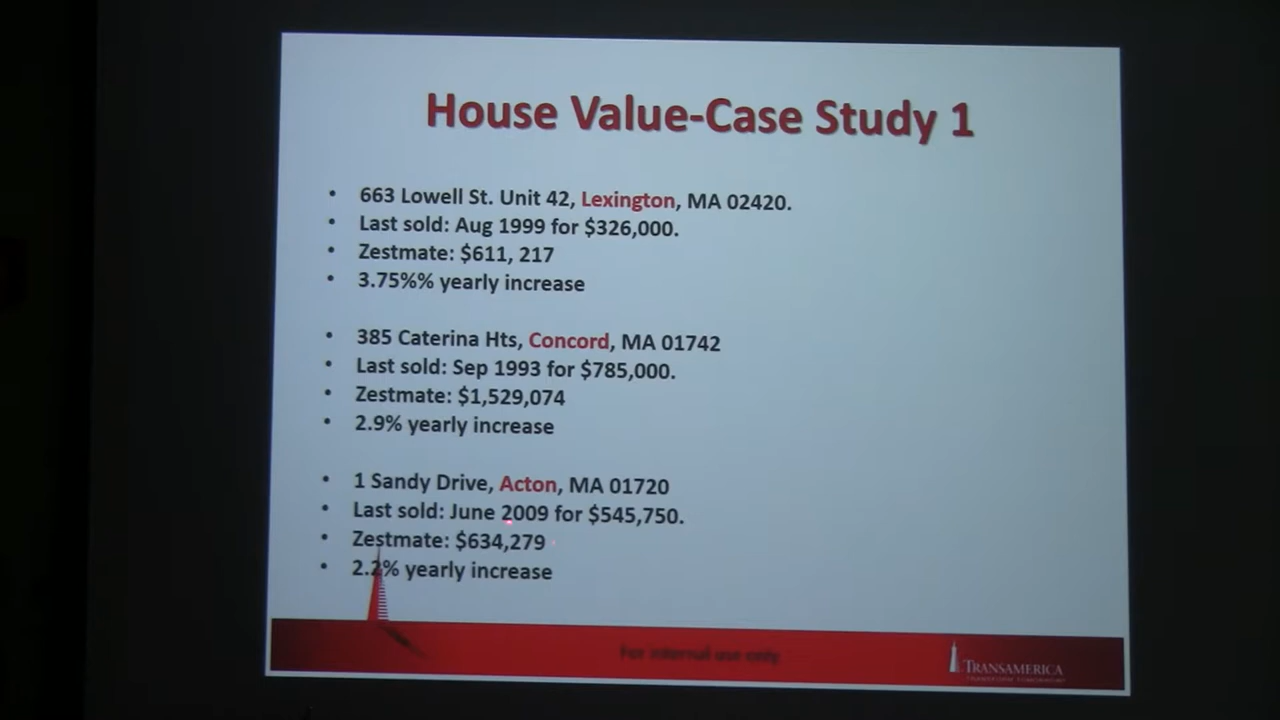 House Value-Case Study 1
• 663 Lowell St. Unit 42, Lexington, MA 02420.
• Last sold: Aug 1999 for $326,000.
• Zestmate: $611, 217
• 3.75%% yearly increase
• 385 Caterina Hts, Concord, MA 01742
• Last sold: Sep 1993 for $785,000.
• Zestmate: $1,529,074
• 2.9% yearly increase
• 1 Sandy Drive, Acton, MA 01720
• Last sold: June 2009 for $545,750.
• Zestmate: $634,279
• 2.2% yearly increase
For internal use only
TRANSAMERICA